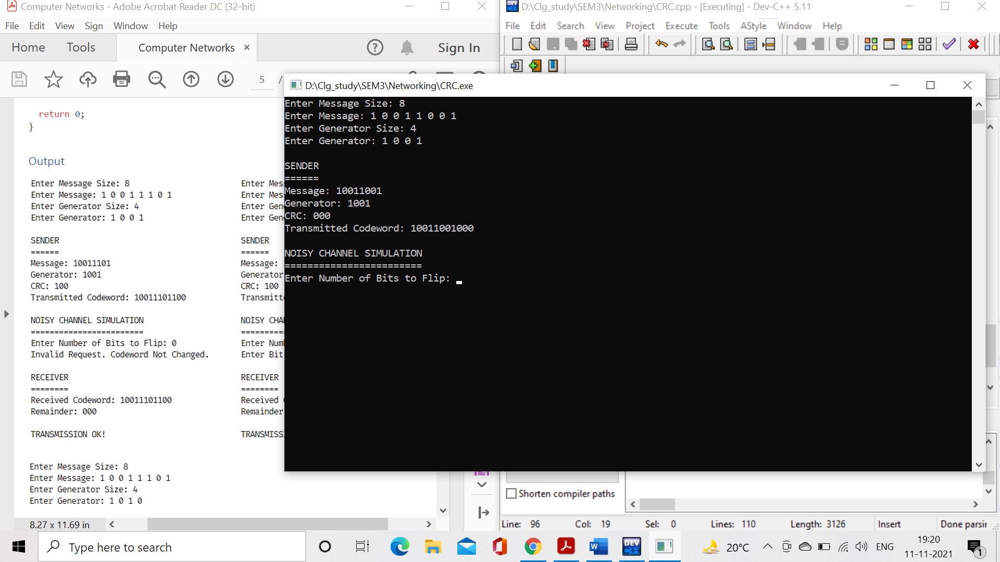 Computer Networks - Adobe Acrobat Reader DC (32-bit)
File Edit View Sign Window Help
Home Tools Computer Networks × ? Sign In
5 /
return 0;
}
Output
Enter Message Size: 8
Enter Message: 1 0 0 1 1 1 0 1
Enter Generator Size: 4
Enter Generator: 1 0 0 1
SENDER
======
Message: 10011101
Generator: 1001
CRC: 100
Transmitted Codeword: 10011101100
NOISY CHANNEL SIMULATION
========================
Enter Number of Bits to Flip: 0
Invalid Request. Codeword Not Changed.
RECEIVER
========
Received Codeword: 10011101100
Remainder: 000
TRANSMISSION OK!
Enter Message Size: 8
Enter Message: 1 0 0 1 1 1 0 1
Enter Generator Size: 4
Enter Generator: 1 0 1 0
Enter
Enter
Enter
Enter
SENDER
======
Message:
Generator
CRC: 100
NOISY
Enter
Enter Bit
RECEIVER
========
Received
Remainder
8.27 x 11.69 in
D:\Clg_study\SEM3\Networking\CRC.cpp - [Executing] - Dev-C++ 5.11
File Edit Search View Project Execute Tools AStyle Window Help
D:\Clg_study\SEM3\Networking\CRC.exe
Enter Message Size: 8
Enter Message: 1 0 0 1 1 0 0 1
Enter Generator Size: 4
Enter Generator: 1 0 0 1
SENDER
======
Message: 10011001
Generator: 1001
CRC: 000
Transmitted Codeword: 10011001000
NOISY CHANNEL SIMULATION
========================
Enter Number of Bits to Flip:
Shorten compiler paths
Line: 96 Col: 19 Sel: 0 Lines: 110 Length: 3126 Insert Done parsin
Type here to search
W
DEV C++
20°C
ENG
19:20
11-11-2021
1